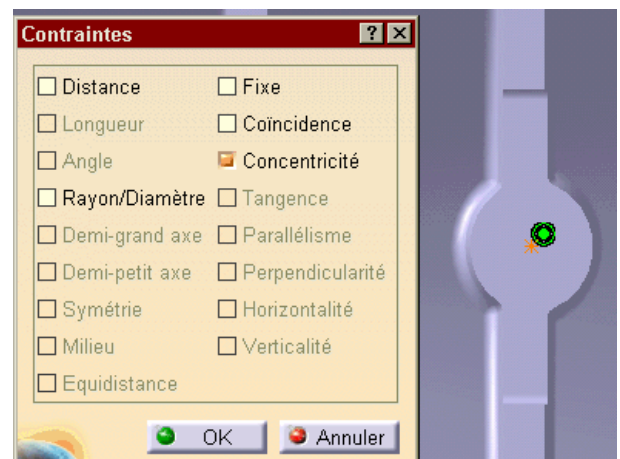 Contraintes
Distance Fixe
Longueur Coïncidence
Angle Concentricité
Rayon/Diamètre Tangence
Demi-grand axe Parallélisme
Demi-petit axe Perpendicularité
Symétrie Horizontalité
Milieu Verticalité
Equidistance
OK Annuler